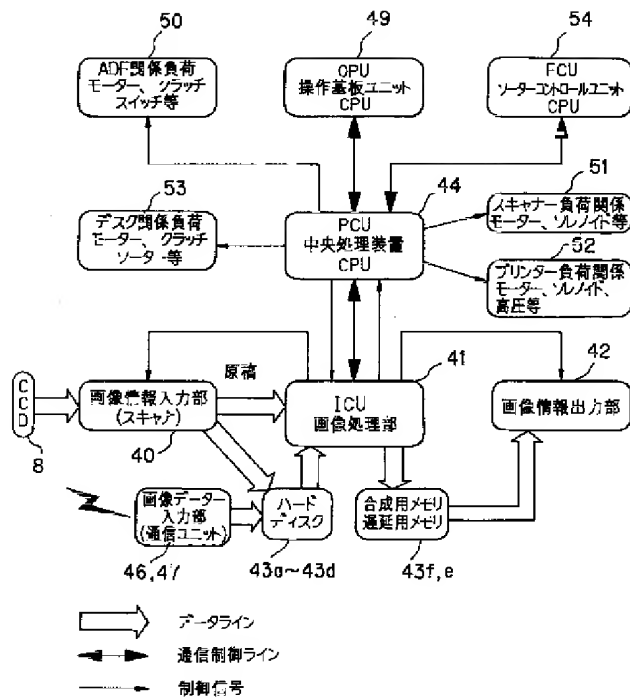 50
ADF関係負荷
モーター、クラッチ
スイッチ等
49
OPU
操作基板ユニット
CPU
54
FCU
ソーターコントロールユニット
CPU
53
デスク関係負荷
モーター、クラッチ
ソーター等
44
PCU
中央処理装置
CPU
51
スキャナー負荷関係
モーター、ソレノイド等
52
プリンター負荷関係
モーター、ソレノイド、
高圧等
CCD
8
画像情報入力部
(スキャナ)
40
原稿
41
ICU
画像処理部
42
画像情報出力部
画像データー
入力部
(通信ユニット)
46,47
ハード
ディスク
43a~43d
合成用メモリ
遅延用メモリ
43f,e
データライン
通信制御ライン
制御信号